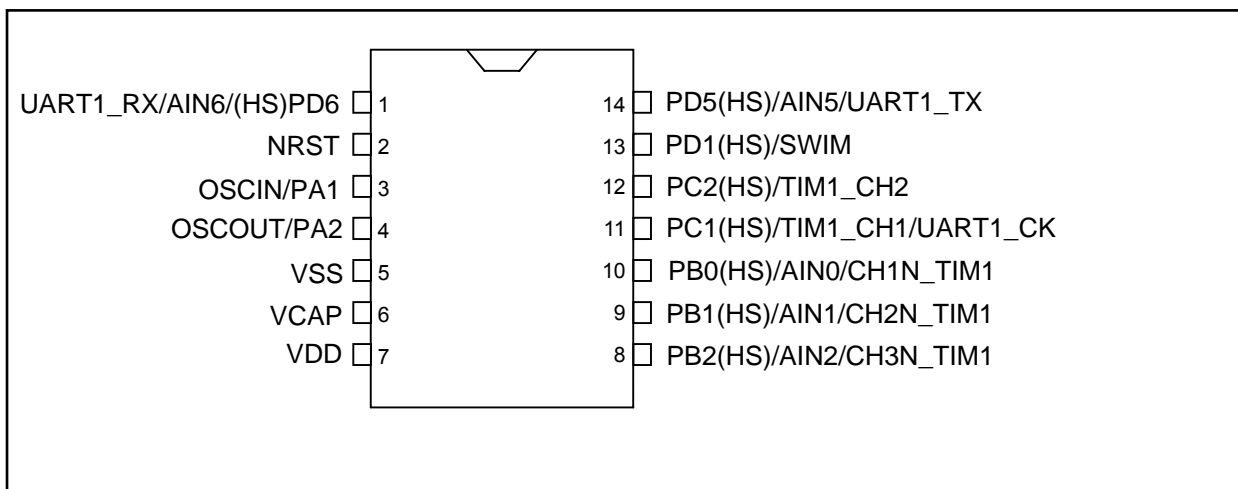 UART1_RX/AIN6/(HS)PD6 1 14 PD5(HS)/AIN5/UART1_TX
NRST 2 13 PD1(HS)/SWIM
OSCIN/PA1 3 12 PC2(HS)/TIM1_CH2
OSCOUT/PA2 4 11 PC1(HS)/TIM1_CH1/UART1_CK
VSS 5 10 PB0(HS)/AIN0/CH1N_TIM1
VCAP 6 9 PB1(HS)/AIN1/CH2N_TIM1
VDD 7 8 PB2(HS)/AIN2/CH3N_TIM1